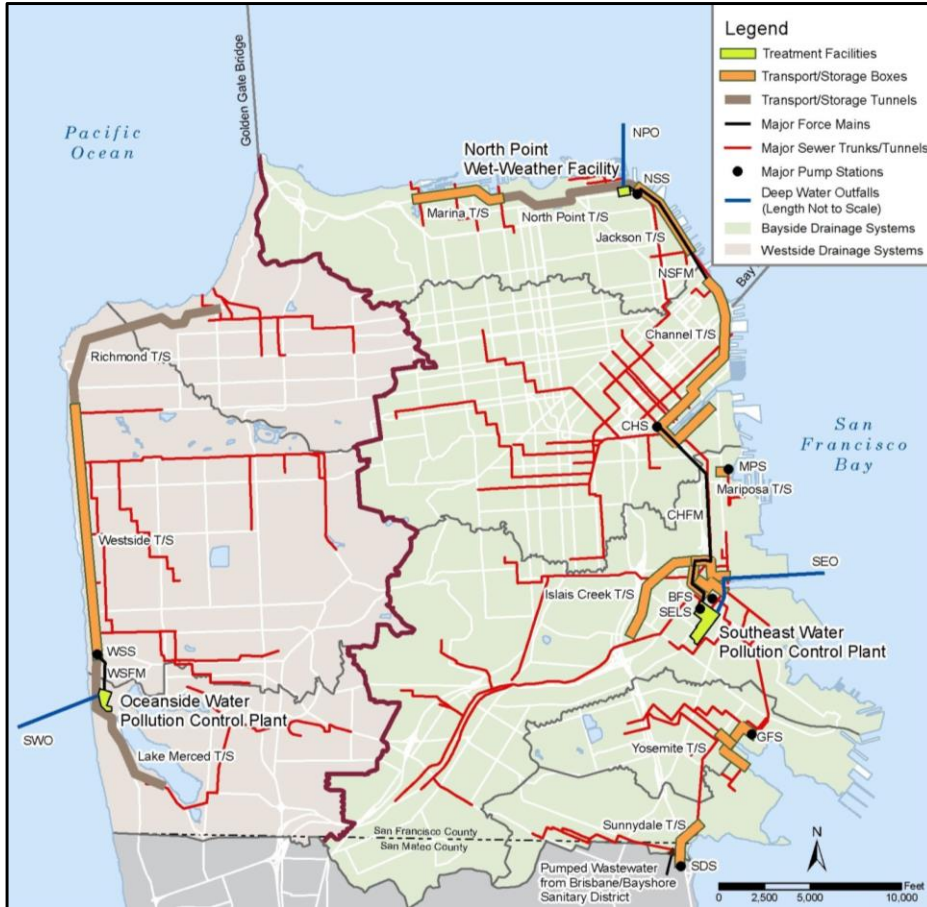 Legend
Treatment Facilities
Transport/Storage Boxes
Transport/Storage Tunnels
Major Force Mains
Major Sewer Trunks/Tunnels
Major Pump Stations
Deep Water Outfalls
(Length Not to Scale)
Bayside Drainage Systems
Westside Drainage Systems
Golden Gate Bridge
Pacific
Ocean
NPO
North Point
Wet-Weather Facility
NSS
Marina T/S
North Point T/S
Jackson T/S
NSFM
Bay
Channel T/S
Richmond T/S
CHS
San
Francisco
Bay
MPS
Mariposa T/S
CHFM
Westside T/S
SEO
Islais Creek T/S
BFS
SELS
Southeast Water
Pollution Control Plant
WSS
WSFM
Oceanside Water
Pollution Control Plant
SWO
Lake Merced T/S
GFS
Yosemite T/S
Sunnydale T/S
San Francisco County
San Mateo County
SDS
Pumped Wastewater
from Brisbane/Bayshore
Sanitary District
N
Feet
0 2,500 5,000 10,000